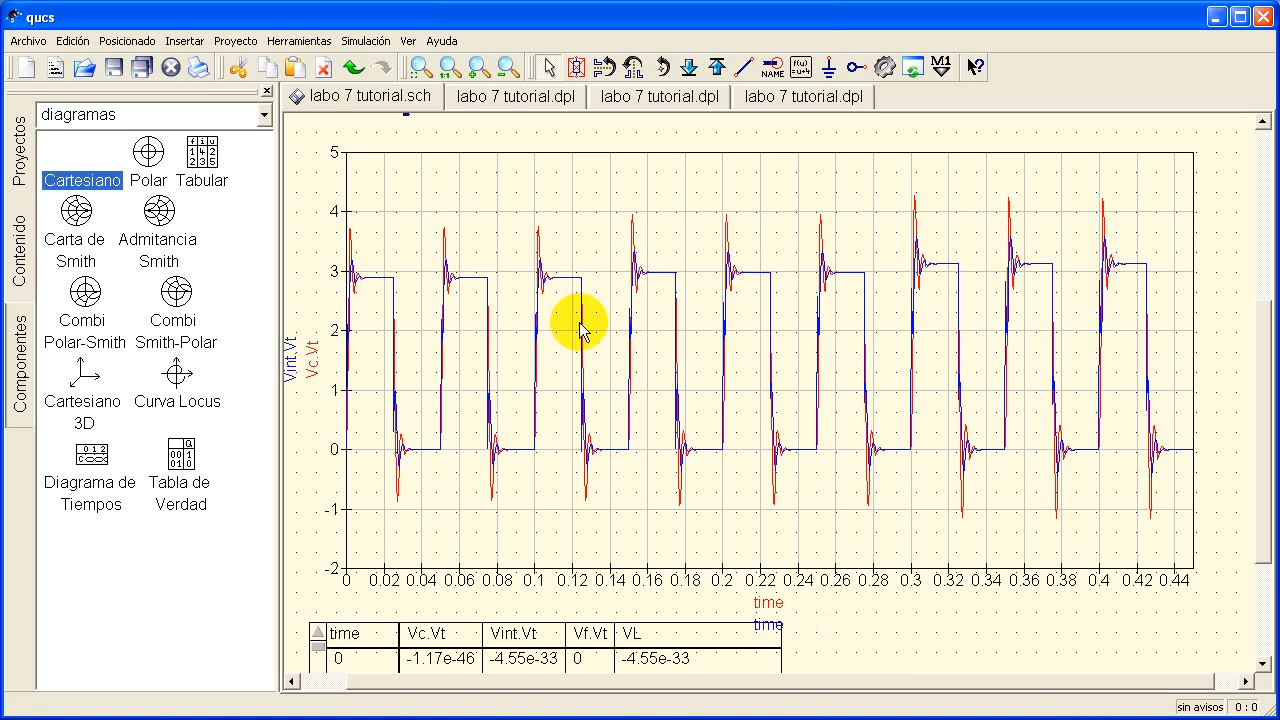 qucs
Archivo Edición Posicionado Insertar Proyecto Herramientas Simulación Ver Ayuda
1:1 NAME f(u) =u+4 M1
labo 7 tutorial.sch labo 7 tutorial.dpl labo 7 tutorial.dpl labo 7 tutorial.dpl
Proyectos
Contenido
Componentes
diagramas
Cartesiano Polar Tabular
Carta de Smith
Admitancia Smith
Combi Polar-Smith
Combi Smith-Polar
Cartesiano 3D
Curva Locus
Diagrama de Tiempos
Tabla de Verdad
5
4
3
2
1
0
-1
-2
Vint.Vt
Vc.Vt
0 0.02 0.04 0.06 0.08 0.1 0.12 0.14 0.16 0.18 0.2 0.22 0.24 0.26 0.28 0.3 0.32 0.34 0.36 0.38 0.4 0.42 0.44
time
time
time Vc.Vt Vint.Vt Vf.Vt VL
0 -1.17e-46 -4.55e-33 0 -4.55e-33
sin avisos 0 : 0